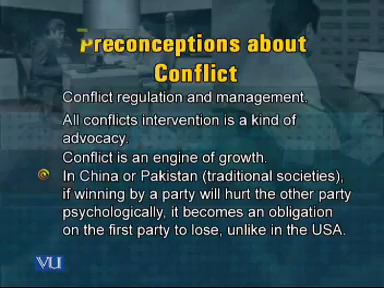 Preconceptions about
Conflict
Conflict regulation and management.
All conflicts intervention is a kind of
advocacy.
Conflict is an engine of growth.
In China or Pakistan (traditional societies),
if winning by a party will hurt the other party
psychologically, it becomes an obligation
on the first party to lose, unlike in the USA.
VU